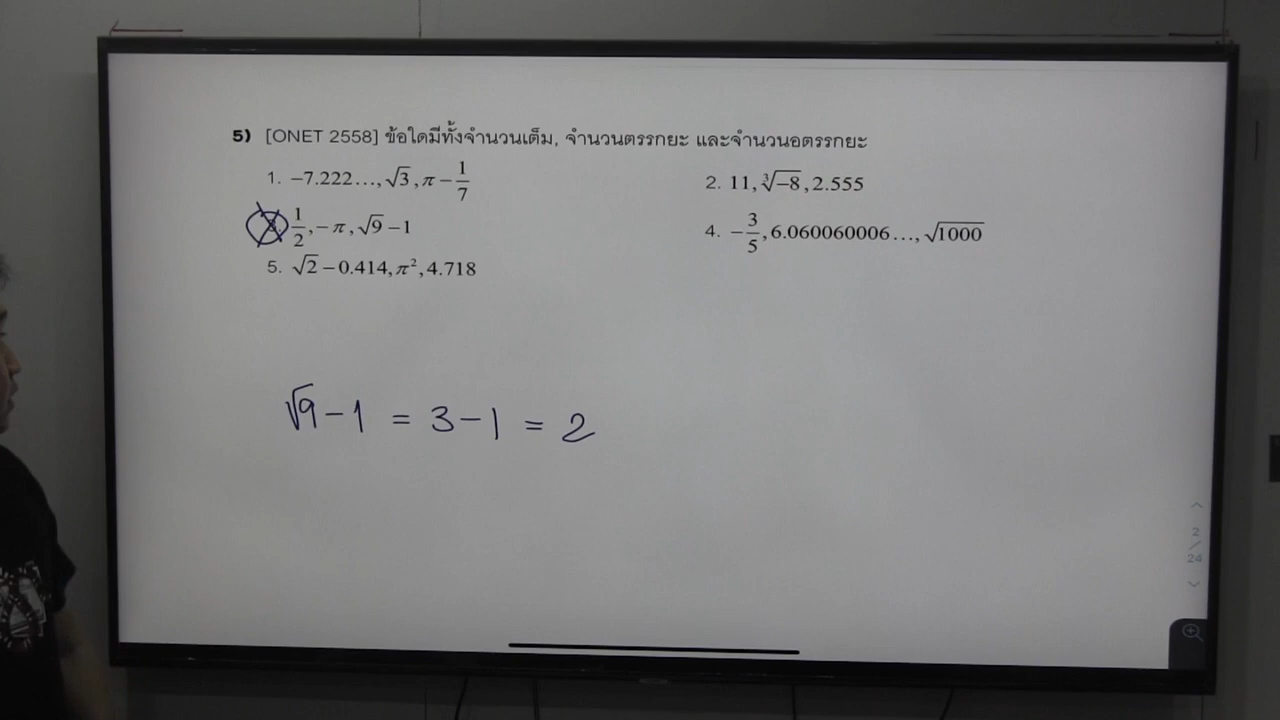 5) [ONET 2558] ข้อใดมีทั้งจำนวนเต็ม, จำนวนตรรกยะ และจำนวนอตรรกยะ
1. −7.222..., √3, π − 1/7
2. 11, ∛−8, 2.555
1/2, −π, √9 −1
4. −3/5, 6.060060006..., √1000
5. √2 − 0.414, π², 4.718
√9 − 1 = 3 − 1 = 2
2/24